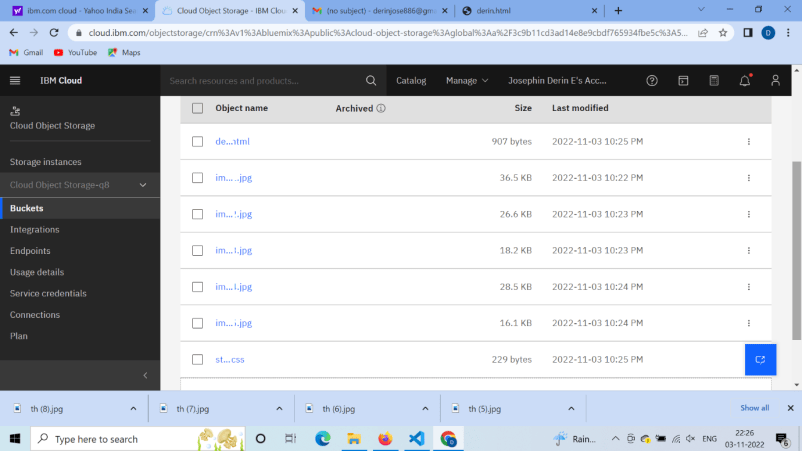 ibm.com cloud - Yahoo India Sea
Cloud Object Storage - IBM Clou
(no subject) - derinjose886@gma
derin.html
cloud.ibm.com/objectstorage/crn%3Av1%3Abluemix%3Apublic%3Acloud-object-storage%3Aglobal%3Aa%2F3c9b11cd3ad14e8e9cbdf765934fbe5c%3A5...
D
Gmail
YouTube
Maps
IBM Cloud
Search resources and products...
Catalog
Manage
Josephin Derin E's Acc...
Cloud Object Storage
Storage instances
Cloud Object Storage-q8
Buckets
Integrations
Endpoints
Usage details
Service credentials
Connections
Plan
Object name Archived Size Last modified
de...html 907 bytes 2022-11-03 10:25 PM
im...jpg 36.5 KB 2022-11-03 10:22 PM
im...jpg 26.6 KB 2022-11-03 10:23 PM
im...jpg 18.2 KB 2022-11-03 10:23 PM
im...jpg 28.5 KB 2022-11-03 10:24 PM
im...jpg 16.1 KB 2022-11-03 10:24 PM
st...css 229 bytes 2022-11-03 10:25 PM
th (8).jpg
th (7).jpg
th (6).jpg
th (5).jpg
Show all
Type here to search
Rain...
ENG
22:26
03-11-2022
6